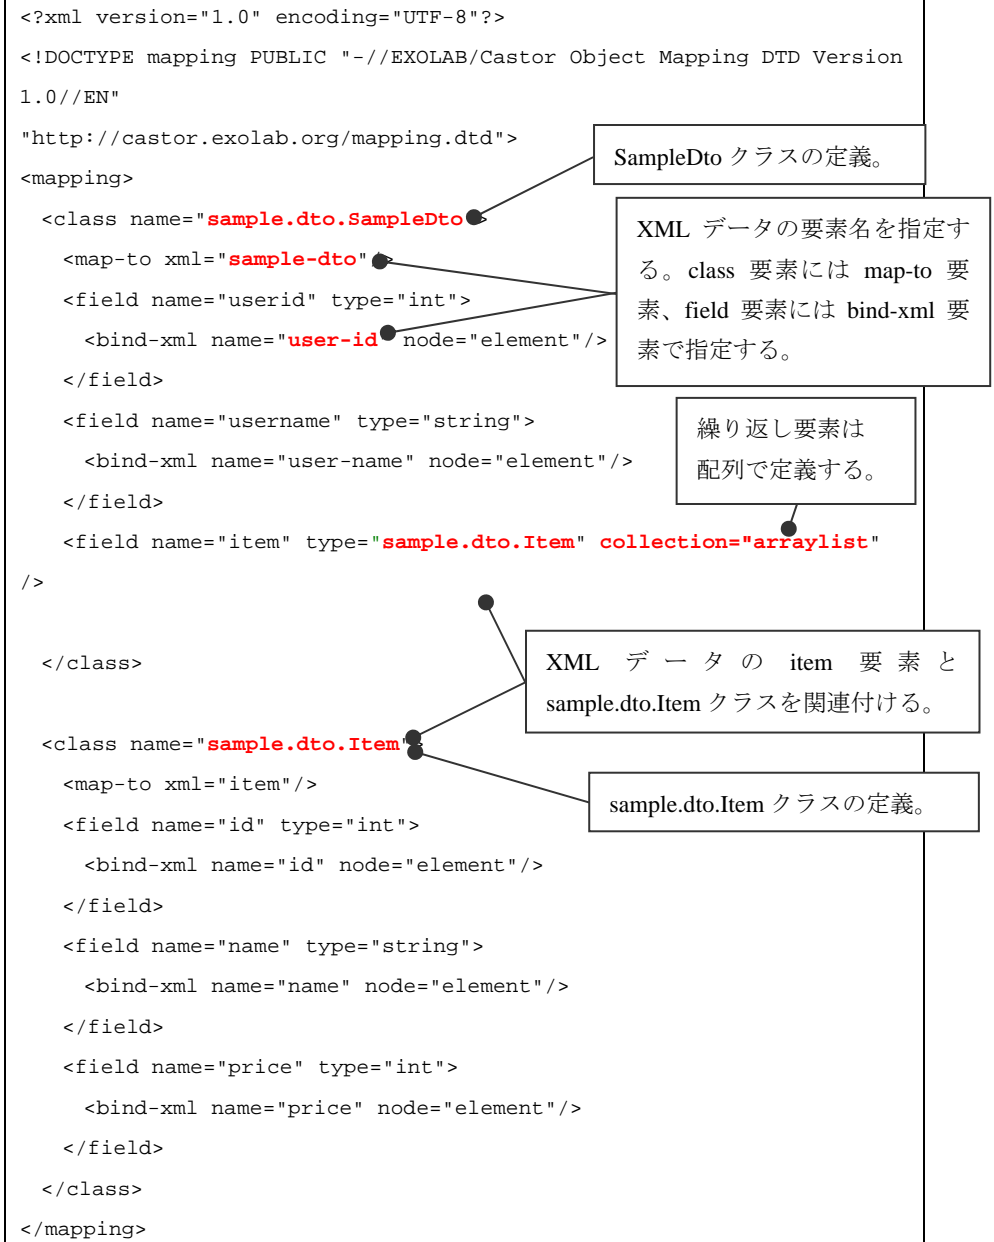 <?xml version="1.0" encoding="UTF-8"?>
<!DOCTYPE mapping PUBLIC "-//EXOLAB/Castor Object Mapping DTD Version
1.0//EN"
"http://castor.exolab.org/mapping.dtd">
SampleDto クラスの定義。
<mapping>
<class name="sample.dto.SampleDto">
XML データの要素名を指定す
る。class 要素には map-to 要
素、field 要素には bind-xml 要
素で指定する。
<map-to xml="sample-dto"/>
<field name="userid" type="int">
<bind-xml name="user-id" node="element"/>
</field>
<field name="username" type="string">
繰り返し要素は
配列で定義する。
<bind-xml name="user-name" node="element"/>
</field>
<field name="item" type="sample.dto.Item" collection="arraylist"
/>
XML データの item 要素と
sample.dto.Item クラスを関連付ける。
</class>
<class name="sample.dto.Item">
<map-to xml="item"/>
sample.dto.Item クラスの定義。
<field name="id" type="int">
<bind-xml name="id" node="element"/>
</field>
<field name="name" type="string">
<bind-xml name="name" node="element"/>
</field>
<field name="price" type="int">
<bind-xml name="price" node="element"/>
</field>
</class>
</mapping>